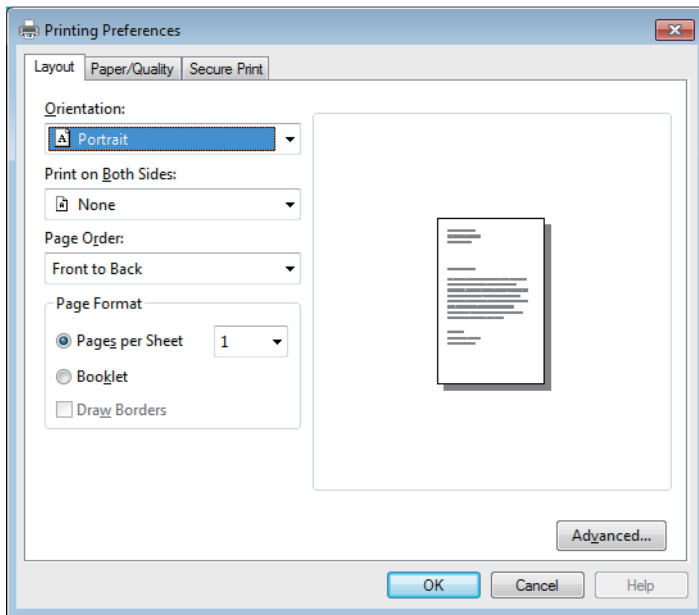 Printing Preferences
Layout
Paper/Quality
Secure Print
Orientation:
A Portrait
Print on Both Sides:
None
Page Order:
Front to Back
Page Format
Pages per Sheet
1
Booklet
Draw Borders
Advanced...
OK
Cancel
Help